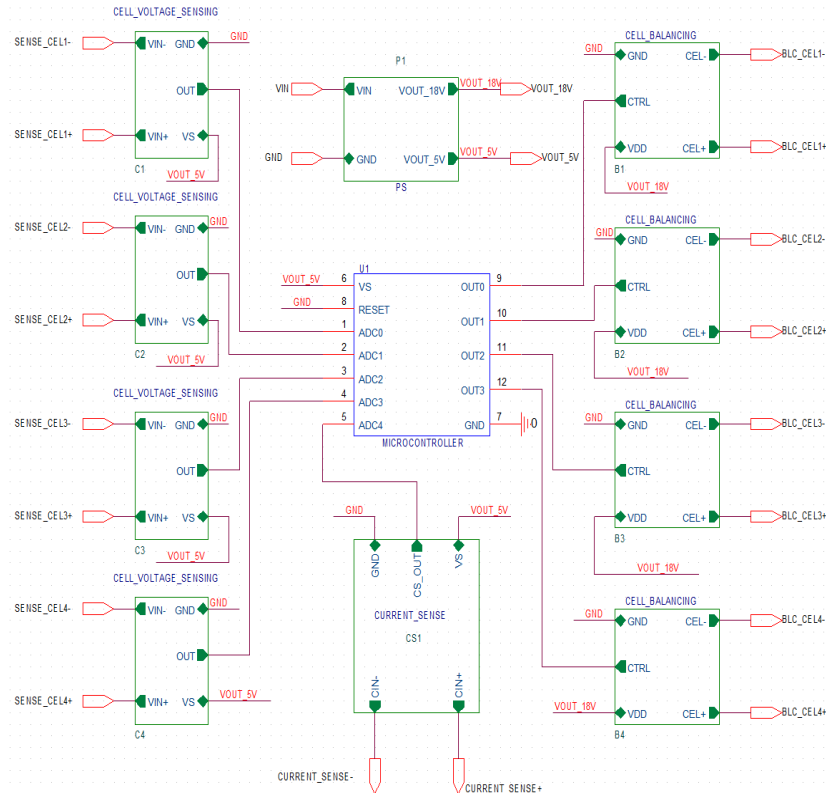 CELL_VOLTAGE_SENSING
SENSE_CEL1-
VIN-
GND
GND
OUT
SENSE_CEL1+
VIN+
VS
C1
VOUT_5V
CELL_VOLTAGE_SENSING
SENSE_CEL2-
VIN-
GND
GND
OUT
SENSE_CEL2+
VIN+
VS
C2
VOUT_5V
CELL_VOLTAGE_SENSING
SENSE_CEL3-
VIN-
GND
GND
OUT
SENSE_CEL3+
VIN+
VS
C3
VOUT_5V
CELL_VOLTAGE_SENSING
SENSE_CEL4-
VIN-
GND
GND
OUT
SENSE_CEL4+
VIN+
VS
VOUT_5V
C4
P1
VIN
VIN
VOUT_18V
VOUT_18V
VOUT_18V
GND
GND
VOUT_5V
VOUT_5V
VOUT_5V
PS
U1
VOUT_5V
6
VS
OUT0
9
GND
8
RESET
1
ADC0
OUT1
10
2
ADC1
OUT2
11
3
ADC2
OUT3
12
4
ADC3
5
ADC4
GND
7
0
MICROCONTROLLER
GND
VOUT_5V
GND
CS_OUT
VS
CURRENT_SENSE
CS1
CIN-
CIN+
CURRENT_SENSE-
CURRENT SENSE+
CELL_BALANCING
GND
GND
CEL-
BLC_CEL1-
CTRL
VDD
CEL+
BLC_CEL1+
B1
VOUT_18V
CELL_BALANCING
GND
GND
CEL-
BLC_CEL2-
CTRL
VDD
CEL+
BLC_CEL2+
B2
VOUT_18V
CELL_BALANCING
GND
GND
CEL-
BLC_CEL3-
CTRL
VDD
CEL+
BLC_CEL3+
B3
VOUT_18V
CELL_BALANCING
GND
GND
CEL-
BLC_CEL4-
CTRL
VOUT_18V
VDD
CEL+
BLC_CEL4+
B4